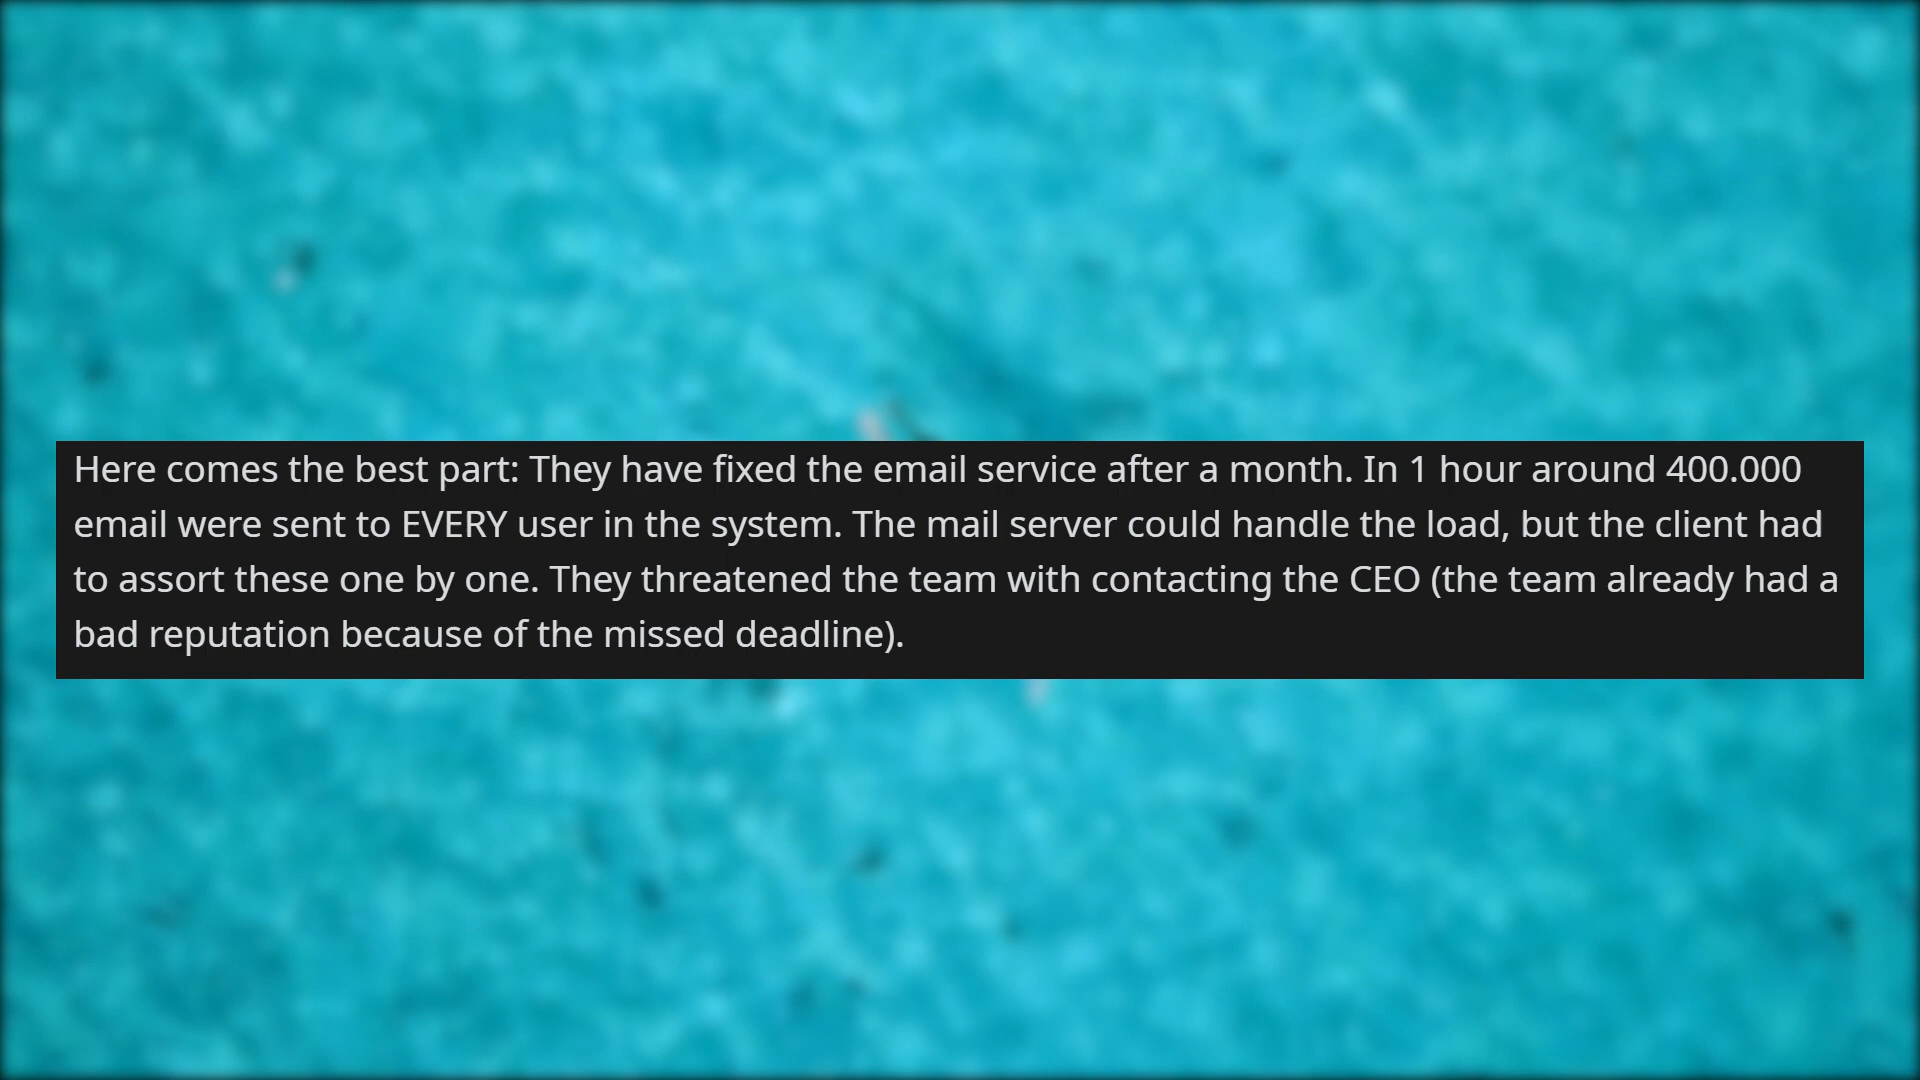 Here comes the best part: They have fixed the email service after a month. In 1 hour around 400.000
email were sent to EVERY user in the system. The mail server could handle the load, but the client had
to assort these one by one. They threatened the team with contacting the CEO (the team already had a
bad reputation because of the missed deadline).